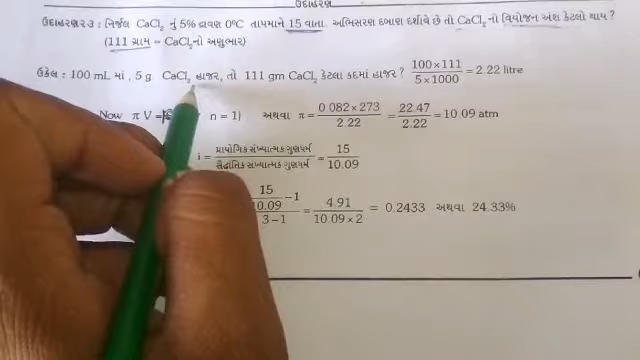 ઉદાહરણ
ઉદાહરણ ૨·૩ : નિર્જલ CaCl₂ નું 5% દ્રાવણ 0°C તાપમાને 15 વાતા. અભિસરણ દબાણ દર્શાવે છે તો CaCl₂ નો વિયોજન અંશ કેટલો થાય ?
(111 ગ્રામ = CaCl₂નો અણુભાર)
ઉકેલ : 100 mL માં, 5 g CaCl₂ હાજર, તો 111 gm CaCl₂ કેટલા કદમાં હાજર ? 100×111 / 5×1000 = 2.22 litre
Now π V = n = 1) અથવા π = 0.082×273 / 2.22 = 22.47 / 2.22 = 10.09 atm
i = પ્રાયોગિક સંખ્યાત્મક ગુણધર્મ / સૈદ્ધાંતિક સંખ્યાત્મક ગુણધર્મ = 15 / 10.09
15 / 10.09 −1 / 3−1 = 4.91 / 10.09×2 = 0.2433 અથવા 24.33%